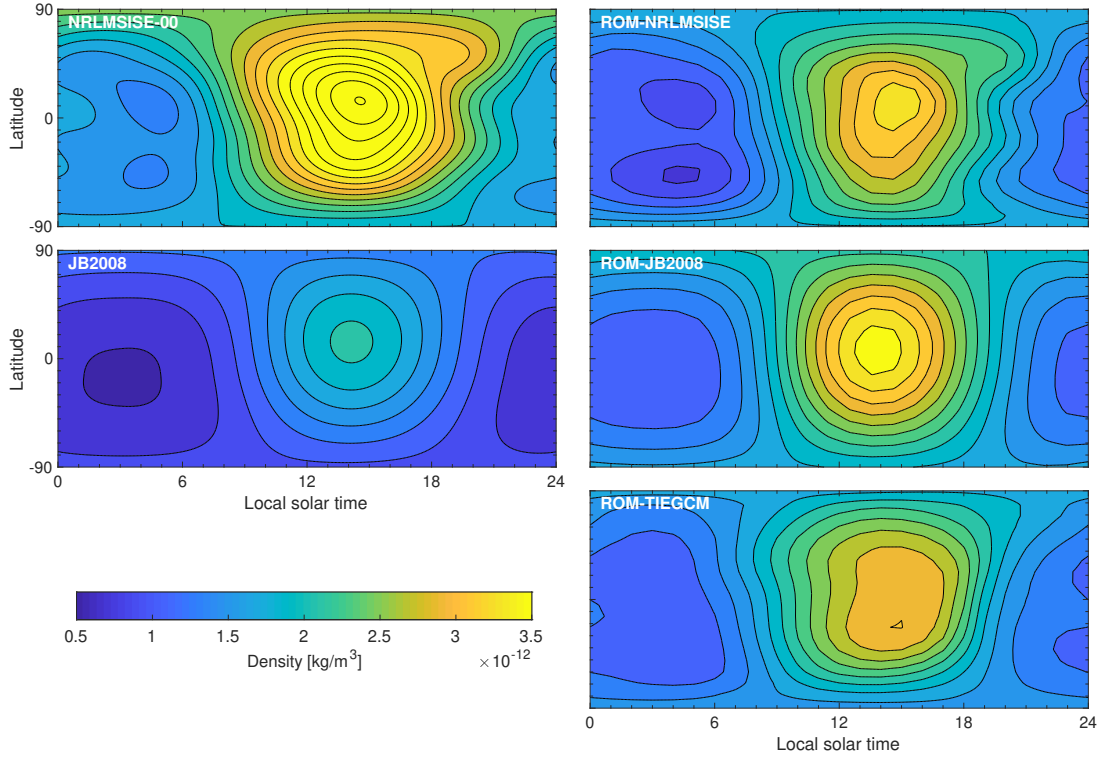 NRLMSISE-00
ROM-NRLMSISE
90
0
-90
Latitude
JB2008
ROM-JB2008
90
0
-90
Latitude
0 6 12 18 24
Local solar time
ROM-TIEGCM
0.5 1 1.5 2 2.5 3 3.5
Density [kg/m³] ×10⁻¹²
0 6 12 18 24
Local solar time